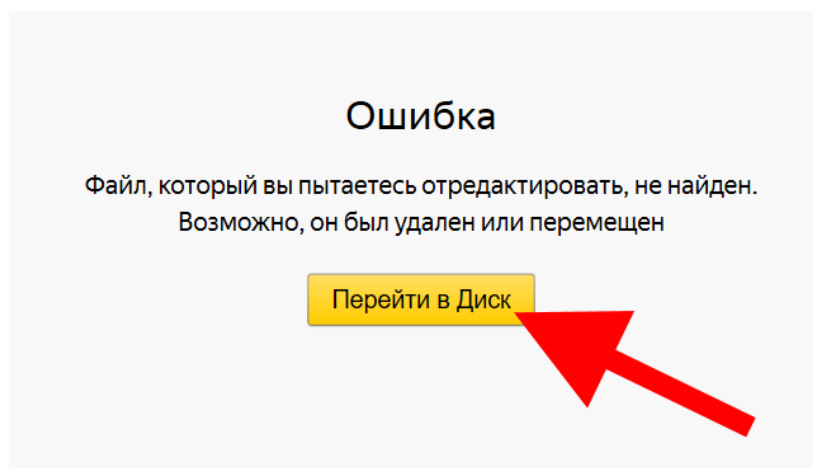 Ошибка
Файл, который вы пытаетесь отредактировать, не найден.
Возможно, он был удален или перемещен
Перейти в Диск